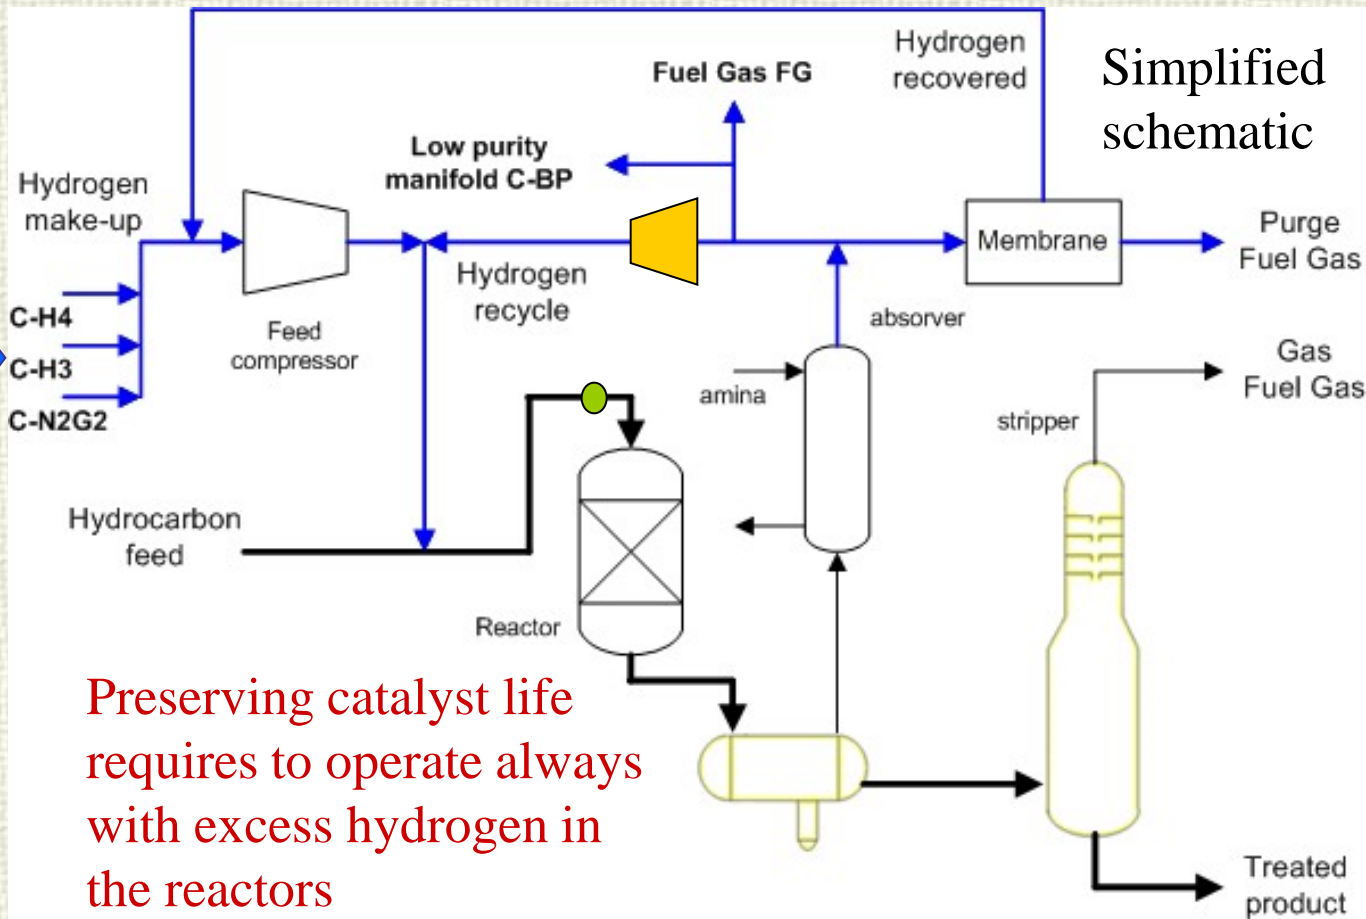 Simplified
schematic
Hydrogen
recovered
Fuel Gas FG
Low purity
manifold C-BP
Hydrogen
make-up
Membrane
Purge
Fuel Gas
Hydrogen
recycle
C-H4
C-H3
C-N2G2
Feed
compressor
absorver
amina
Gas
Fuel Gas
stripper
Hydrocarbon
feed
Reactor
Preserving catalyst life
requires to operate always
with excess hydrogen in
the reactors
Treated
product